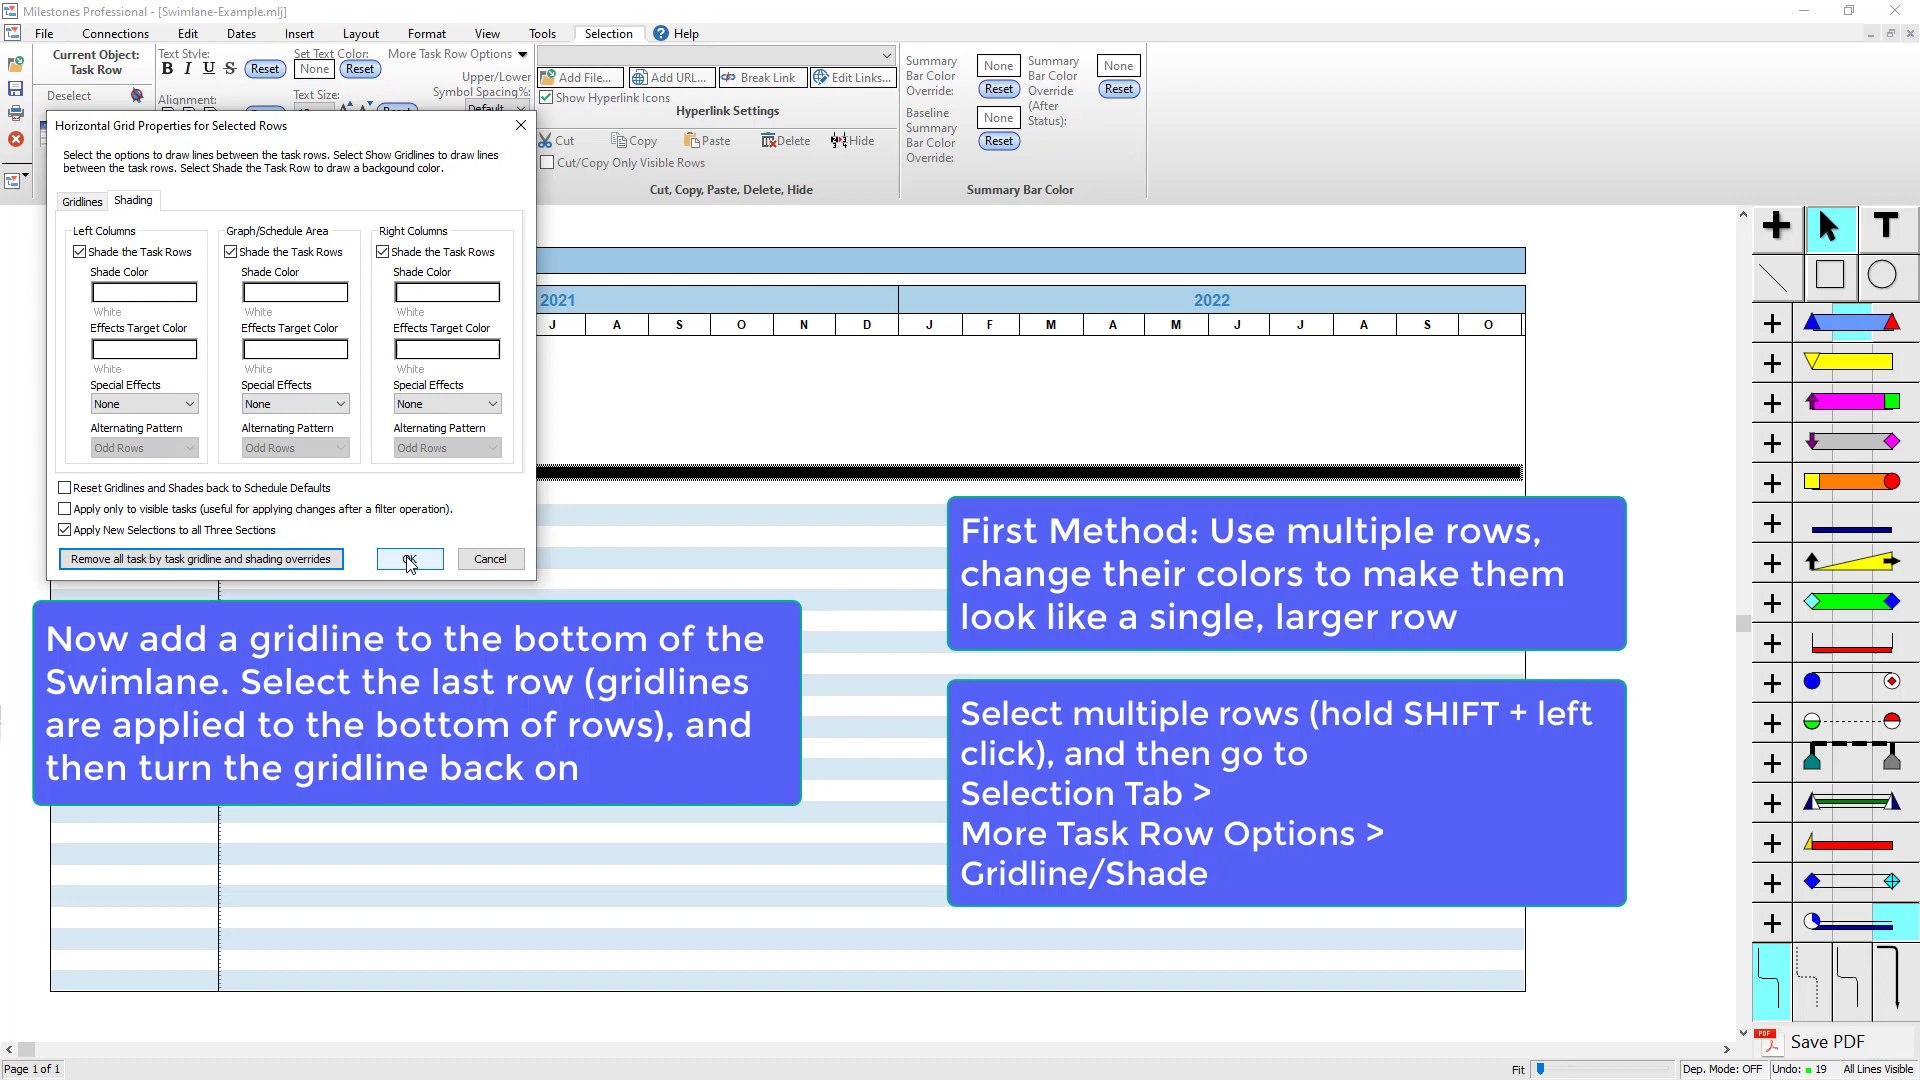 Milestones Professional - [Swimlane-Example.mlj]
File Connections Edit Dates Insert Layout Format View Tools Selection Help
Current Object:
Task Row
Deselect
Text Style:
B I U S Reset
Alignment:
Set Text Color:
None Reset
Text Size:
More Task Row Options
Upper/Lower
Symbol Spacing%:
Default
Add File... Add URL... Break Link Edit Links...
Show Hyperlink Icons
Hyperlink Settings
Cut Copy Paste Delete Hide
Cut/Copy Only Visible Rows
Cut, Copy, Paste, Delete, Hide
Summary
Bar Color
Override:
None
Reset
Baseline
Summary
Bar Color
Override:
None
Reset
Summary
Bar Color
Override
(After
Status):
None
Reset
Summary Bar Color
Horizontal Grid Properties for Selected Rows
Select the options to draw lines between the task rows. Select Show Gridlines to draw lines
between the task rows. Select Shade the Task Row to draw a backgound color.
Gridlines Shading
Left Columns
Shade the Task Rows
Shade Color
White
Effects Target Color
White
Special Effects
None
Alternating Pattern
Odd Rows
Graph/Schedule Area
Shade the Task Rows
Shade Color
White
Effects Target Color
White
Special Effects
None
Alternating Pattern
Odd Rows
Right Columns
Shade the Task Rows
Shade Color
White
Effects Target Color
White
Special Effects
None
Alternating Pattern
Odd Rows
Reset Gridlines and Shades back to Schedule Defaults
Apply only to visible tasks (useful for applying changes after a filter operation).
Apply New Selections to all Three Sections
Remove all task by task gridline and shading overrides OK Cancel
2021 2022
J A S O N D J F M A M J J A S O
First Method: Use multiple rows,
change their colors to make them
look like a single, larger row
Now add a gridline to the bottom of the
Swimlane. Select the last row (gridlines
are applied to the bottom of rows), and
then turn the gridline back on
Select multiple rows (hold SHIFT + left
click), and then go to
Selection Tab >
More Task Row Options >
Gridline/Shade
T
PDF Save PDF
Page 1 of 1
Fit
Dep. Mode: OFF Undo: 19 All Lines Visible